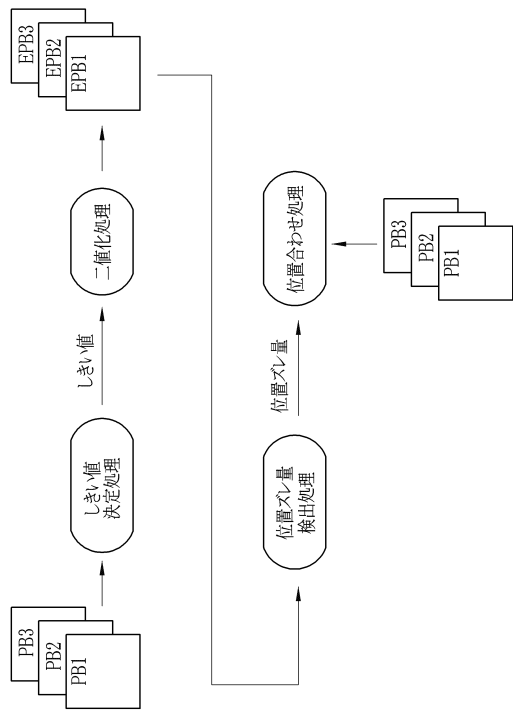 PB3
PB2
PB1
しきい値
決定処理
しきい値
二値化処理
EPB3
EPB2
EPB1
位置ズレ量
検出処理
位置ズレ量
位置合わせ処理
PB3
PB2
PB1